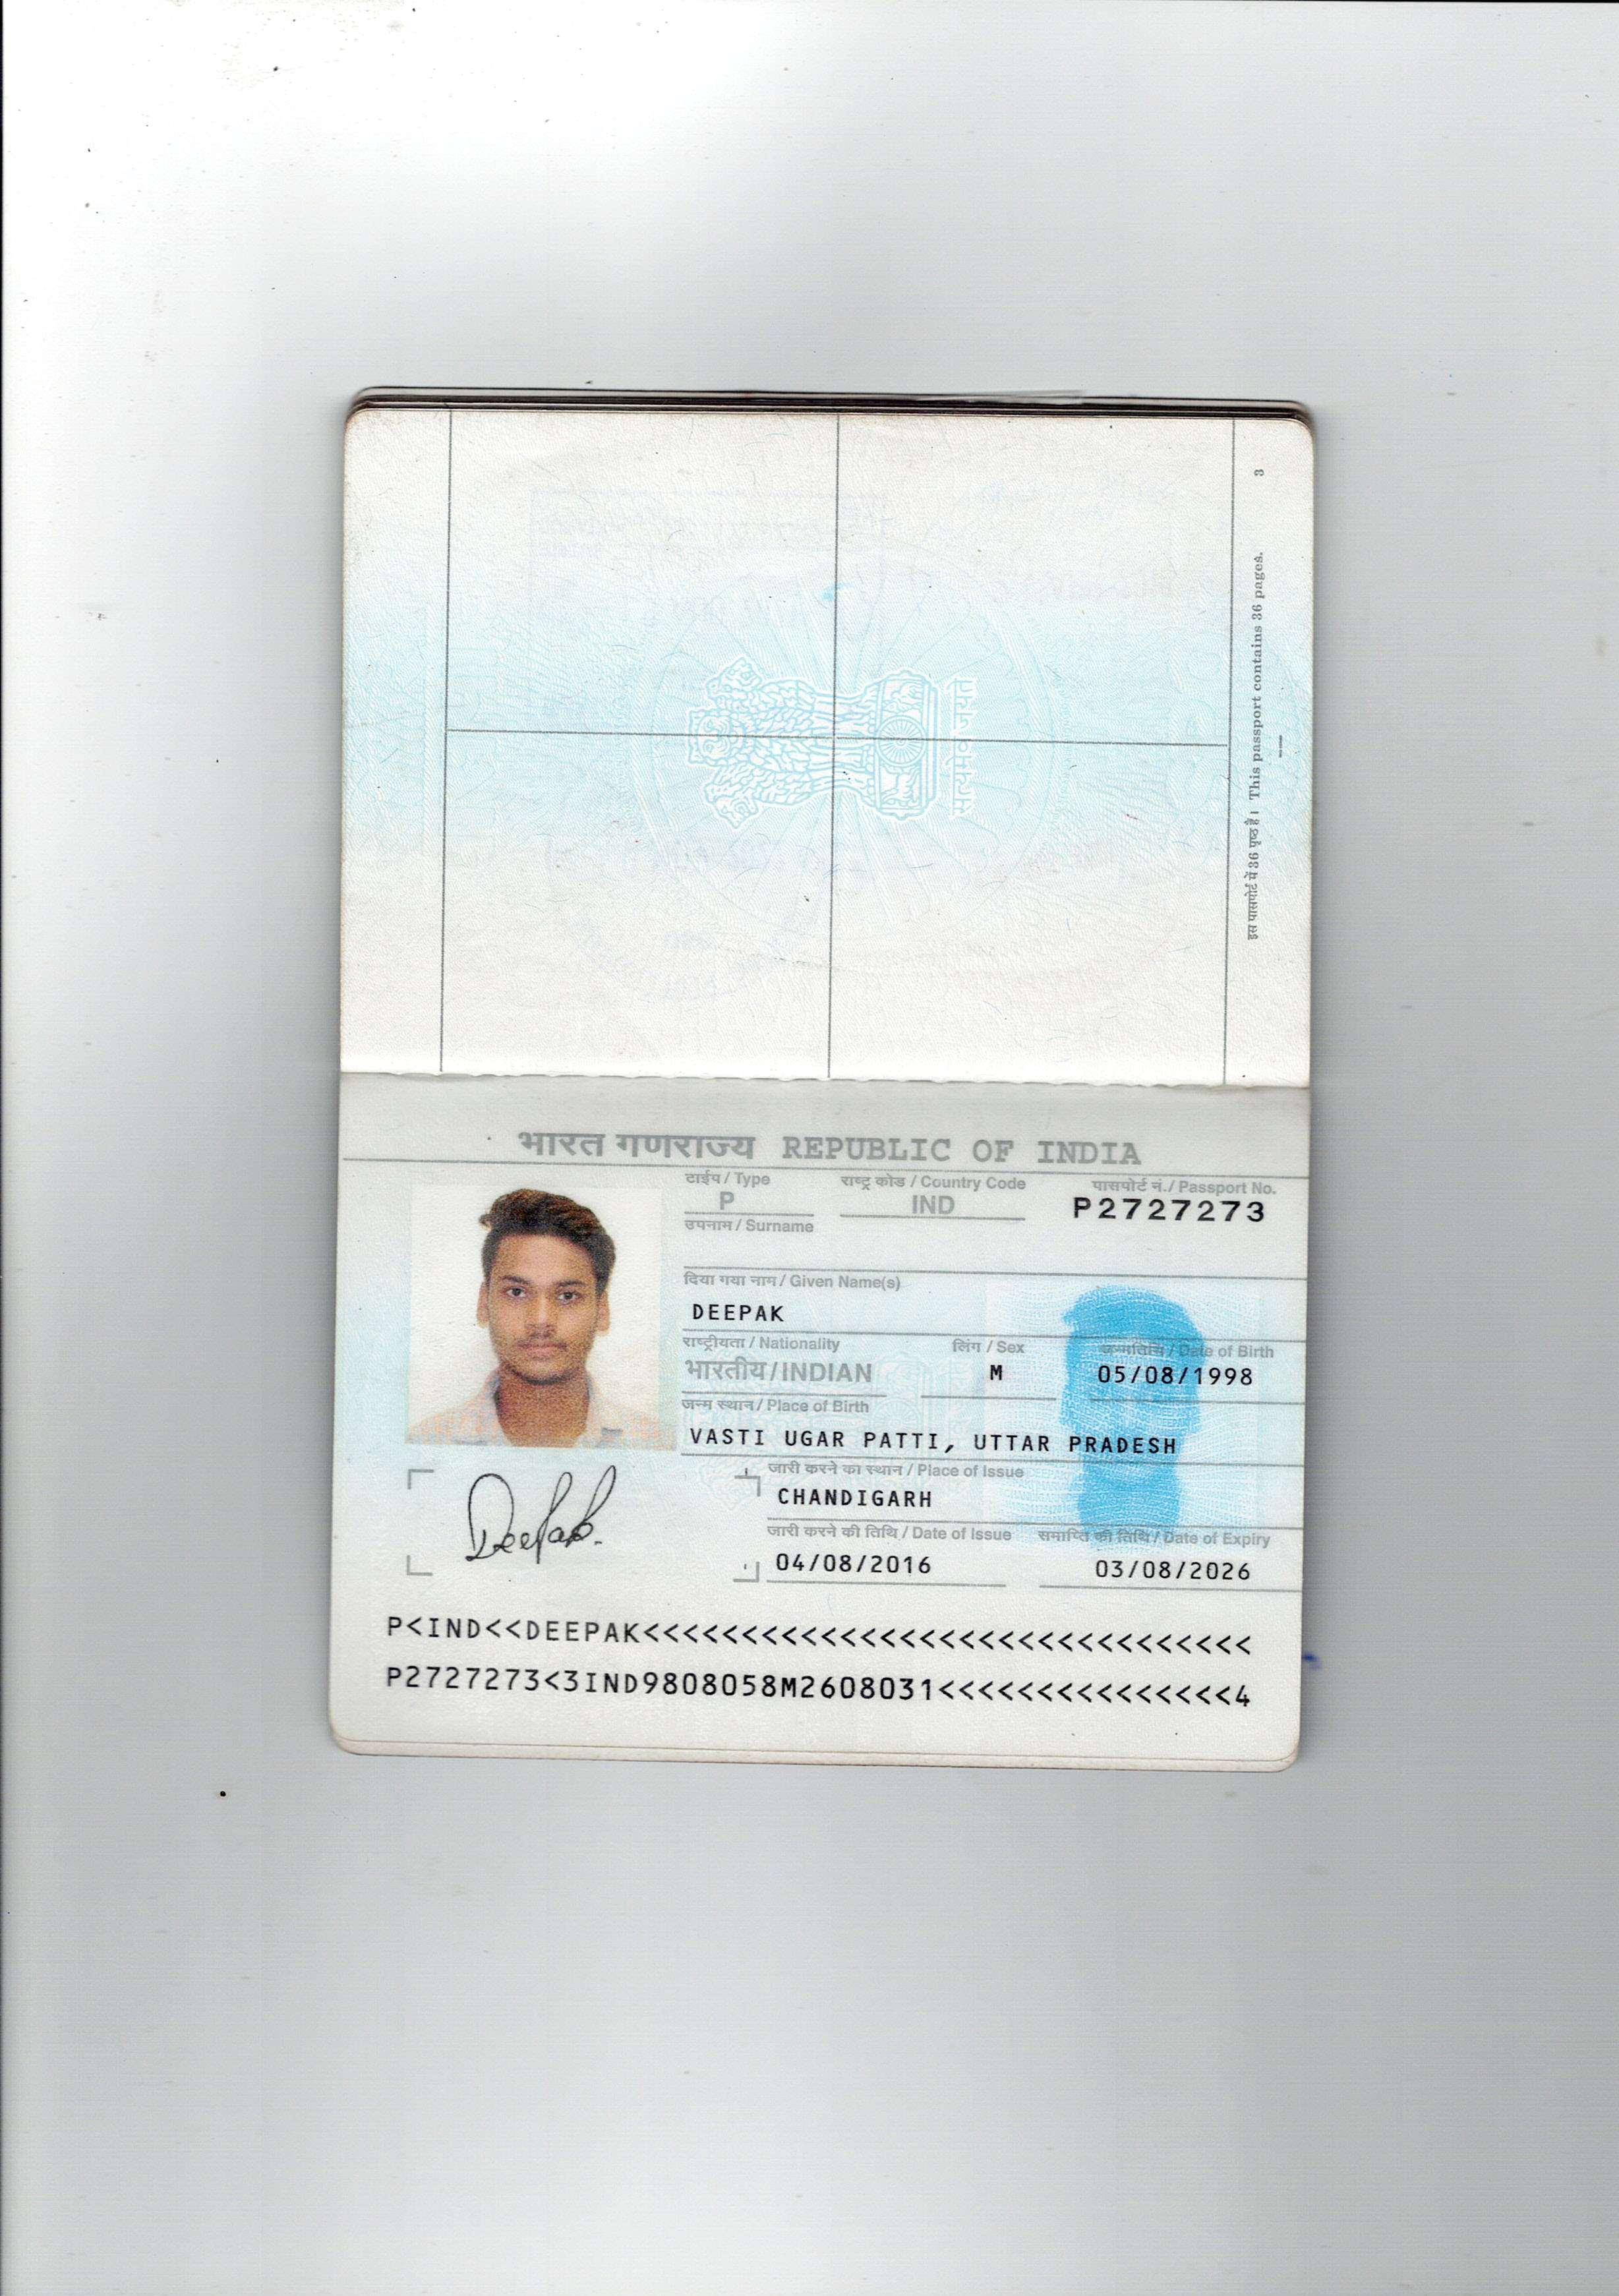 3
इस पासपोर्ट में 36 पृष्ठ है। This passport contains 36 pages.
सत्यमेव जयते
भारत गणराज्य REPUBLIC OF INDIA
टाईप / Type राष्ट्र कोड / Country Code पासपोर्ट नं./ Passport No.
P IND P2727273
उपनाम / Surname
दिया गया नाम / Given Name(s)
DEEPAK
राष्ट्रीयता / Nationality लिंग / Sex जन्मतिथि / Date of Birth
भारतीय/INDIAN M 05/08/1998
जन्म स्थान / Place of Birth
VASTI UGAR PATTI, UTTAR PRADESH
जारी करने का स्थान / Place of Issue
CHANDIGARH
Deepak.
जारी करने की तिथि / Date of Issue समाप्ति की तिथि / Date of Expiry
04/08/2016 03/08/2026
P<IND<<DEEPAK<<<<<<<<<<<<<<<<<<<<<<<<<<<<<<<
P2727273<3IND9808058M2608031<<<<<<<<<<<<<<<4